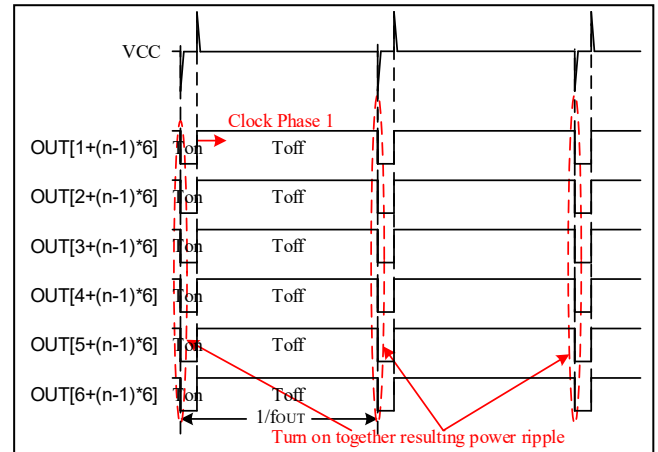 VCC
Clock Phase 1
OUT[1+(n-1)*6] Ton Toff
OUT[2+(n-1)*6] Ton Toff
OUT[3+(n-1)*6] Ton Toff
OUT[4+(n-1)*6] Ton Toff
OUT[5+(n-1)*6] Ton Toff
OUT[6+(n-1)*6] Ton Toff
1/fOUT
Turn on together resulting power ripple